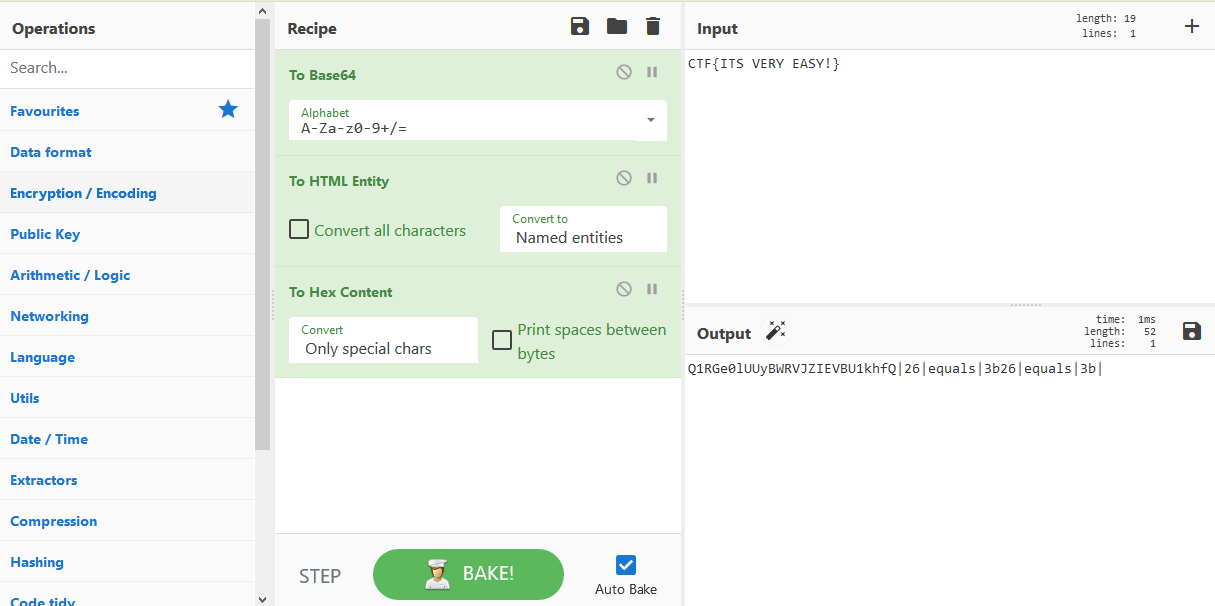 Operations
Search...
Favourites
Data format
Encryption / Encoding
Public Key
Arithmetic / Logic
Networking
Language
Utils
Date / Time
Extractors
Compression
Hashing
Code tidy
Recipe
To Base64
Alphabet
A-Za-z0-9+/=
To HTML Entity
Convert all characters
Convert to
Named entities
To Hex Content
Convert
Only special chars
Print spaces between
bytes
STEP
BAKE!
Auto Bake
Input
length: 19
lines: 1
CTF{ITS VERY EASY!}
Output
time: 1ms
length: 52
lines: 1
Q1RGe0lUUyBWRVJZIEVBU1khfQ|26|equals|3b26|equals|3b|